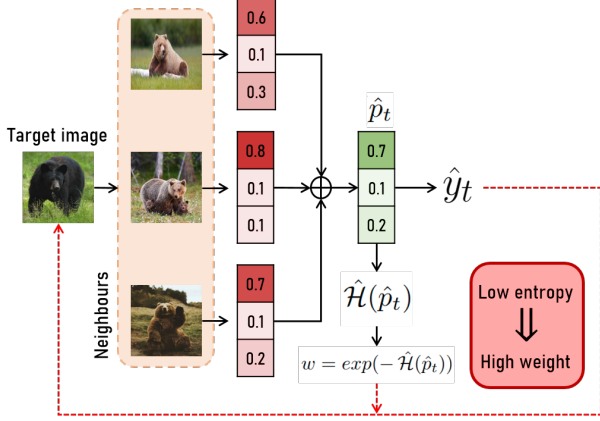 0.6
0.1
0.3
Target image
0.8
0.1
0.1
p̂ₜ
0.7
0.1
0.2
ŷₜ
Neighbours
0.7
0.1
0.2
Ĥ(p̂ₜ)
w = exp(−Ĥ(p̂ₜ))
Low entropy
⇓
High weight